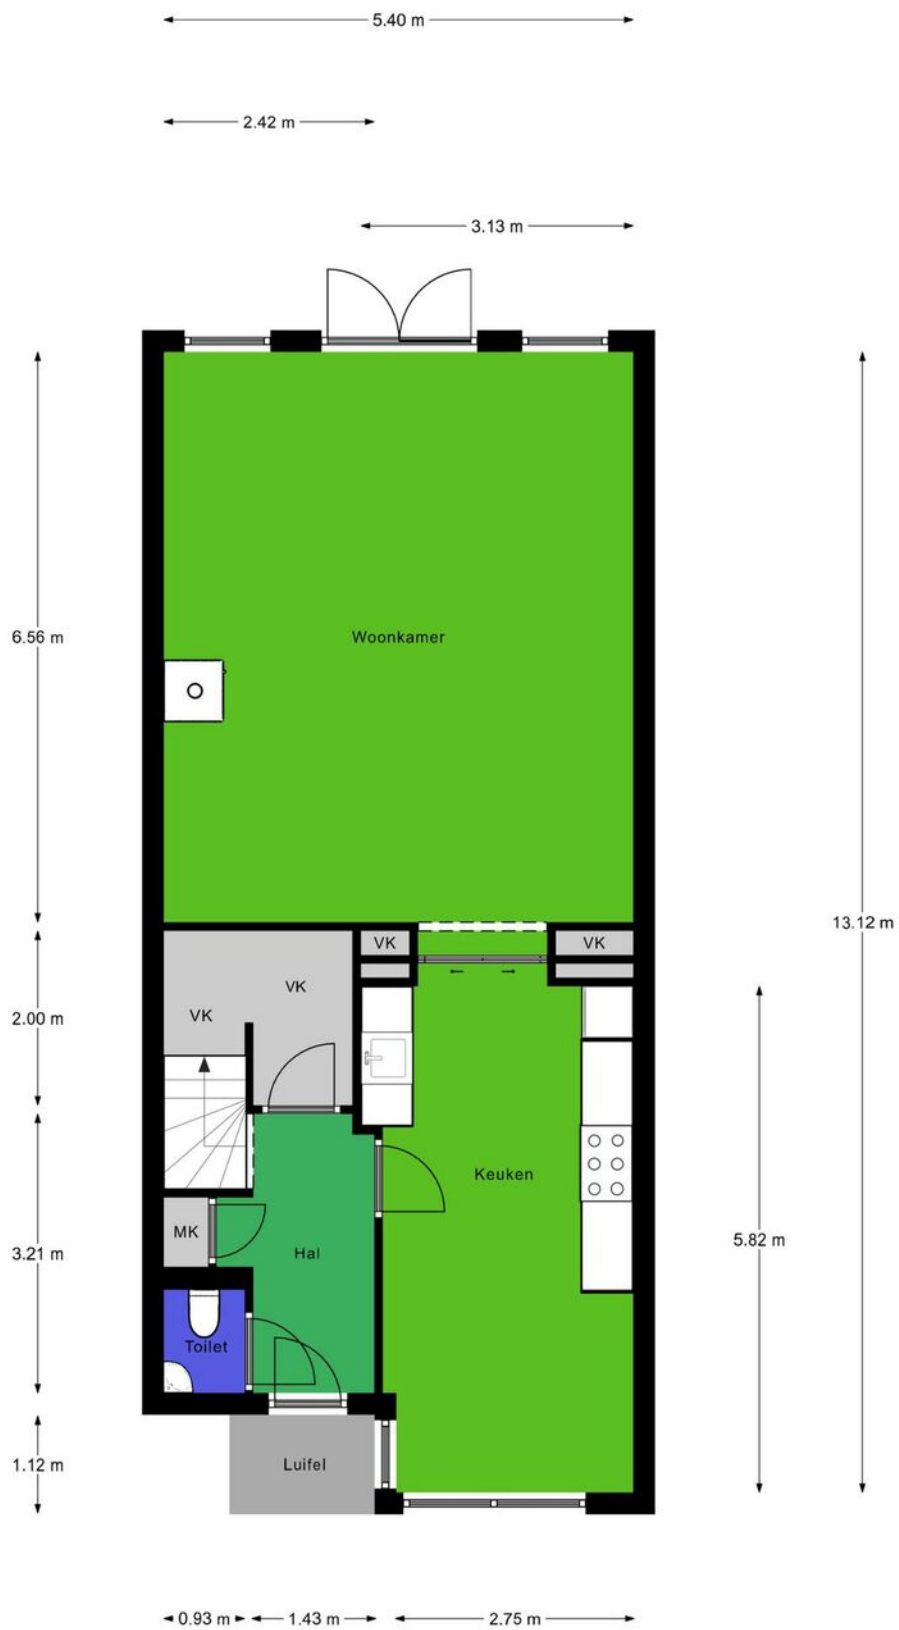 5.40 m
2.42 m
3.13 m
Woonkamer
6.56 m
13.12 m
VK
VK
VK
VK
2.00 m
Keuken
MK
Hal
3.21 m
5.82 m
Toilet
Luifel
1.12 m
0.93 m
1.43 m
2.75 m